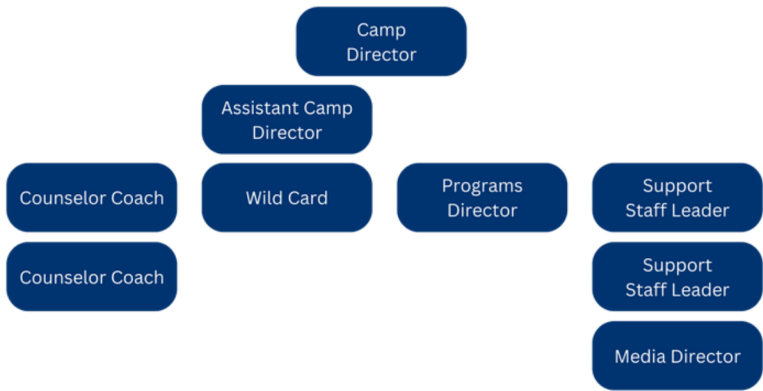 Camp
Director
Assistant Camp
Director
Counselor Coach
Wild Card
Programs
Director
Support
Staff Leader
Counselor Coach
Support
Staff Leader
Media Director